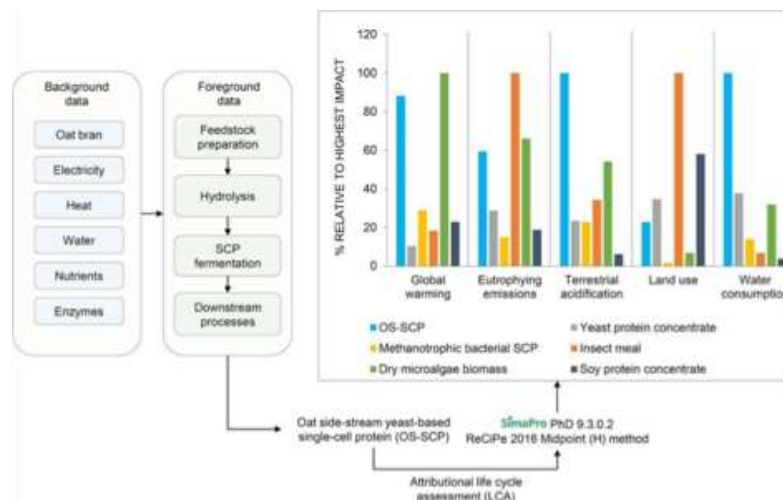 Background
data
Oat bran
Electricity
Heat
Water
Nutrients
Enzymes
Foreground
data
Feedstock
preparation
Hydrolysis
SCP
fermentation
Downstream
processes
% RELATIVE TO HIGHEST IMPACT
120
100
80
60
40
20
0
Global
warming
Eutrophying
emissions
Terrestrial
acidification
Land use
Water
consumption
OS-SCP
Yeast protein concentrate
Methanotrophic bacterial SCP
Insect meal
Dry microalgae biomass
Soy protein concentrate
Oat side-stream yeast-based
single-cell protein (OS-SCP)
SimaPro PhD 9.3.0.2
ReCiPe 2016 Midpoint (H) method
Attributional life cycle
assessment (LCA)